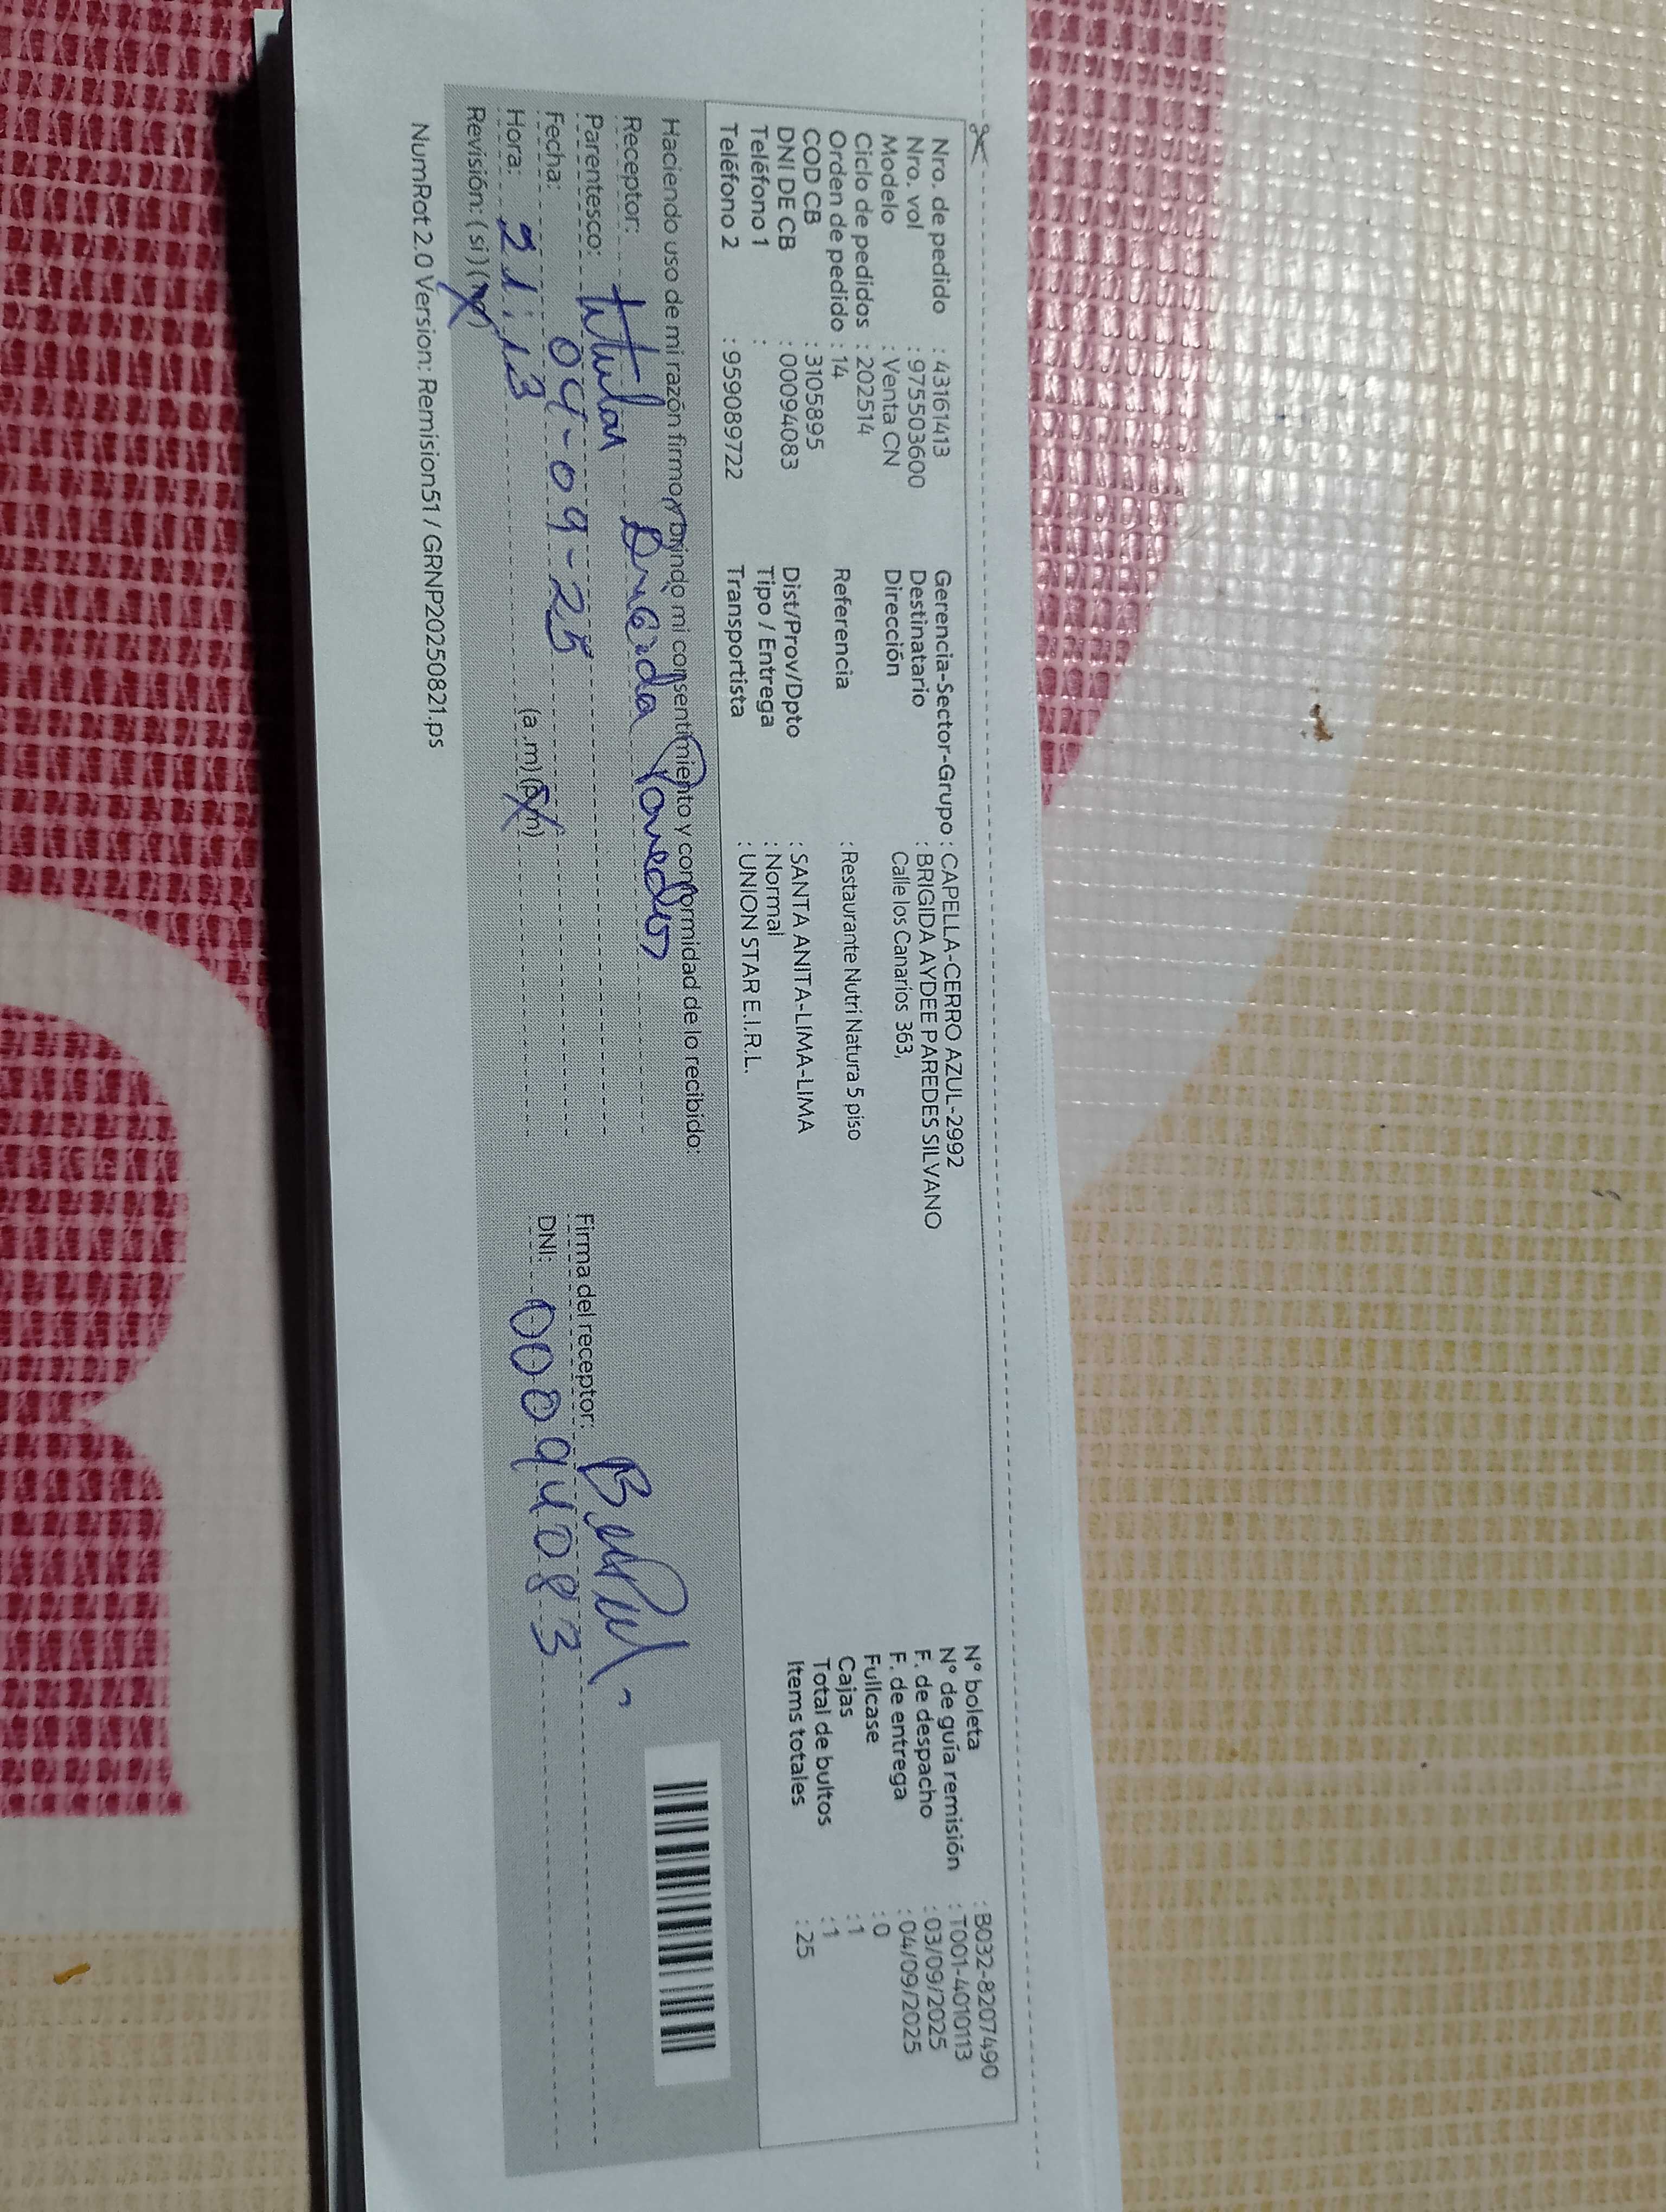 Nro. de pedido : 43161413
Nro. vol : 975503600
Modelo : Venta CN
Ciclo de pedidos : 202514
Orden de pedido : 14
COD CB : 3105895
DNI DE CB : 00094083
Teléfono 1 :
Teléfono 2 : 959089722
Gerencia-Sector-Grupo : CAPELLA-CERRO AZUL-2992
Destinatario : BRIGIDA AYDEE PAREDES SILVANO
Dirección Calle los Canarios 363,
Referencia : Restaurante Nutri Natura 5 piso
Dist/Prov/Dpto : SANTA ANITA-LIMA-LIMA
Tipo / Entrega : Normal
Transportista : UNION STAR E.I.R.L.
N° boleta : B032-8207490
N° de guía remisión : T001-4010113
F. de despacho : 03/09/2025
F. de entrega : 04/09/2025
Fullcase : 0
Cajas : 1
Total de bultos : 1
Items totales : 25
Haciendo uso de mi razón firmo y brindo mi consentimiento y conformidad de lo recibido:
Receptor: Paredes
Parentesco: titular
Fecha: 04-09-25
Hora: 21:13 (a.m) (p.m)
Revisión: (si) (no)
Firma del receptor:
DNI: 00094083
NumRot 2.0 Version: Remision51 / GRNP20250821.ps